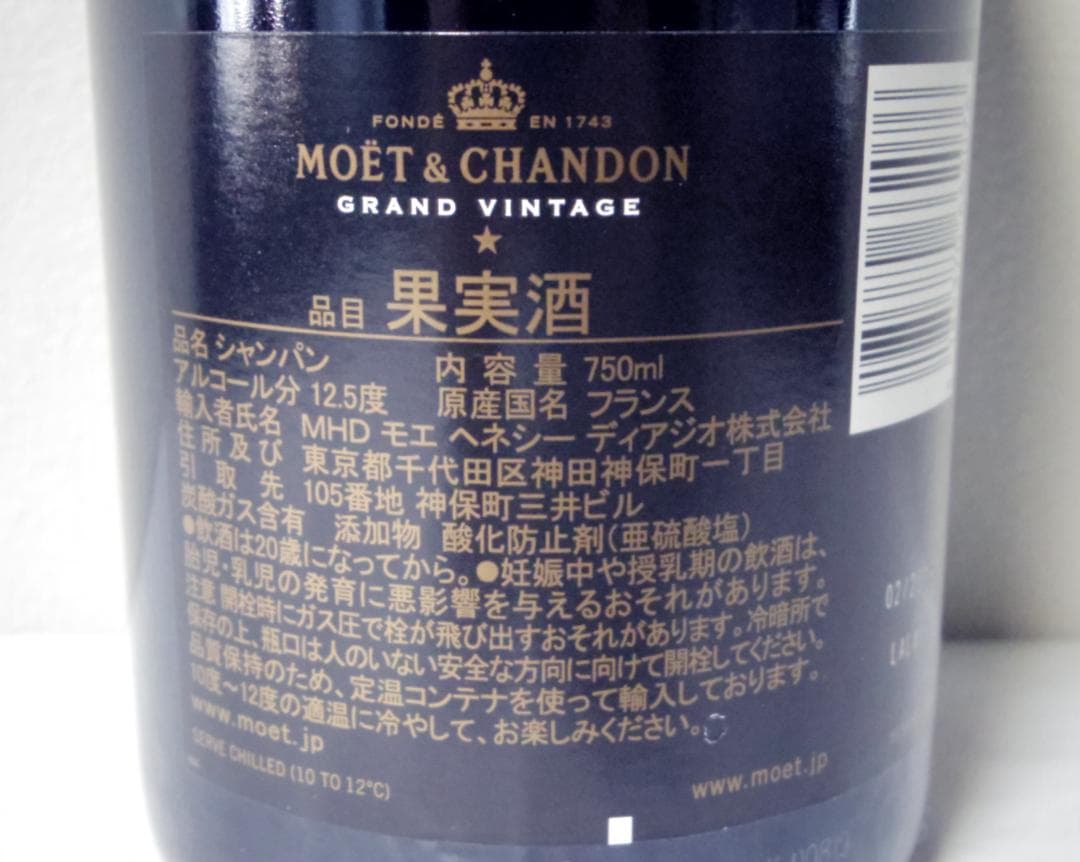 FONDÉ EN 1743
MOËT & CHANDON
GRAND VINTAGE
品目 果実酒
品名 シャンパン 内容量 750ml
アルコール分 12.5度 原産国名 フランス
輸入者氏名 MHD モエ ヘネシー ディアジオ株式会社
住所及び 東京都千代田区神田神保町一丁目
引取先 105番地 神保町三井ビル
炭酸ガス含有 添加物 酸化防止剤(亜硫酸塩)
●飲酒は20歳になってから。●妊娠中や授乳期の飲酒は、
胎児・乳児の発育に悪影響を与えるおそれがあります。
注意 開栓時にガス圧で栓が飛び出すおそれがあります。冷暗所で
保存の上、瓶口は人のいない安全な方向に向けて開栓してください。
品質保持のため、定温コンテナを使って輸入しております。
10度~12度の適温に冷やして、お楽しみください。
www.moet.jp
SERVE CHILLED (10 TO 12°C)
www.moet.jp